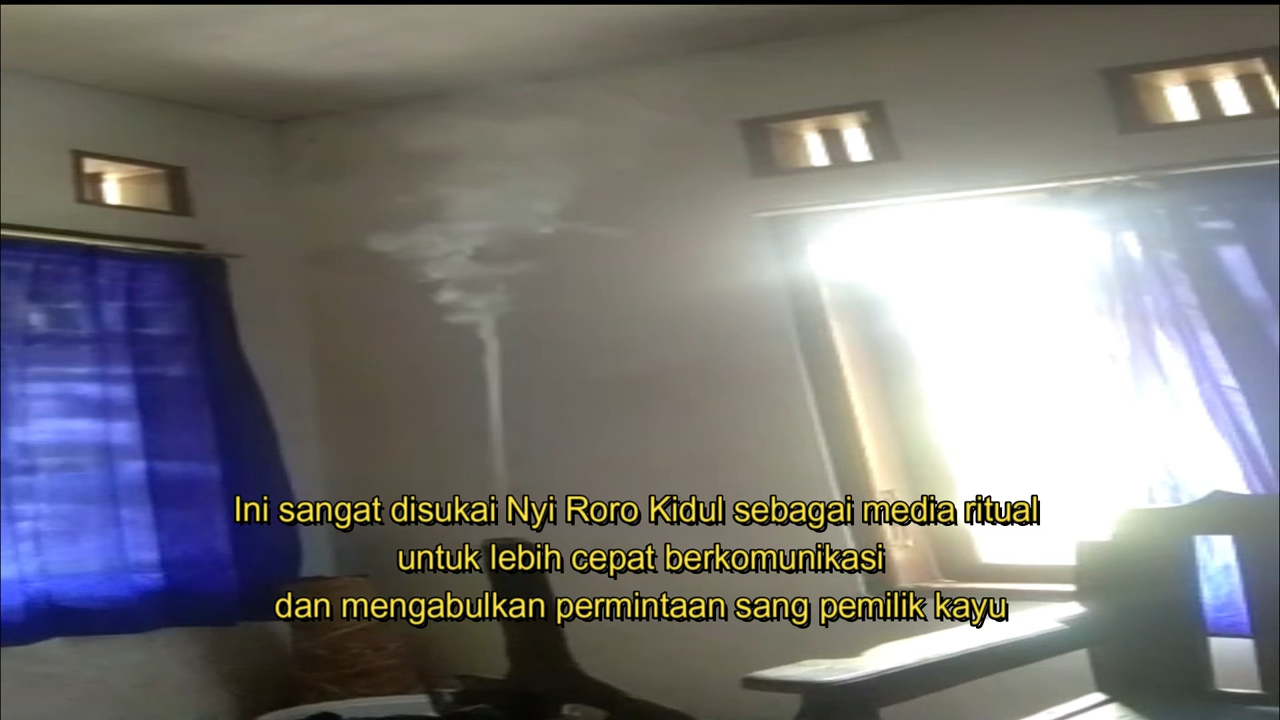 Ini sangat disukai Nyi Roro Kidul sebagai media ritual
untuk lebih cepat berkomunikasi
dan mengabulkan permintaan sang pemilik kayu